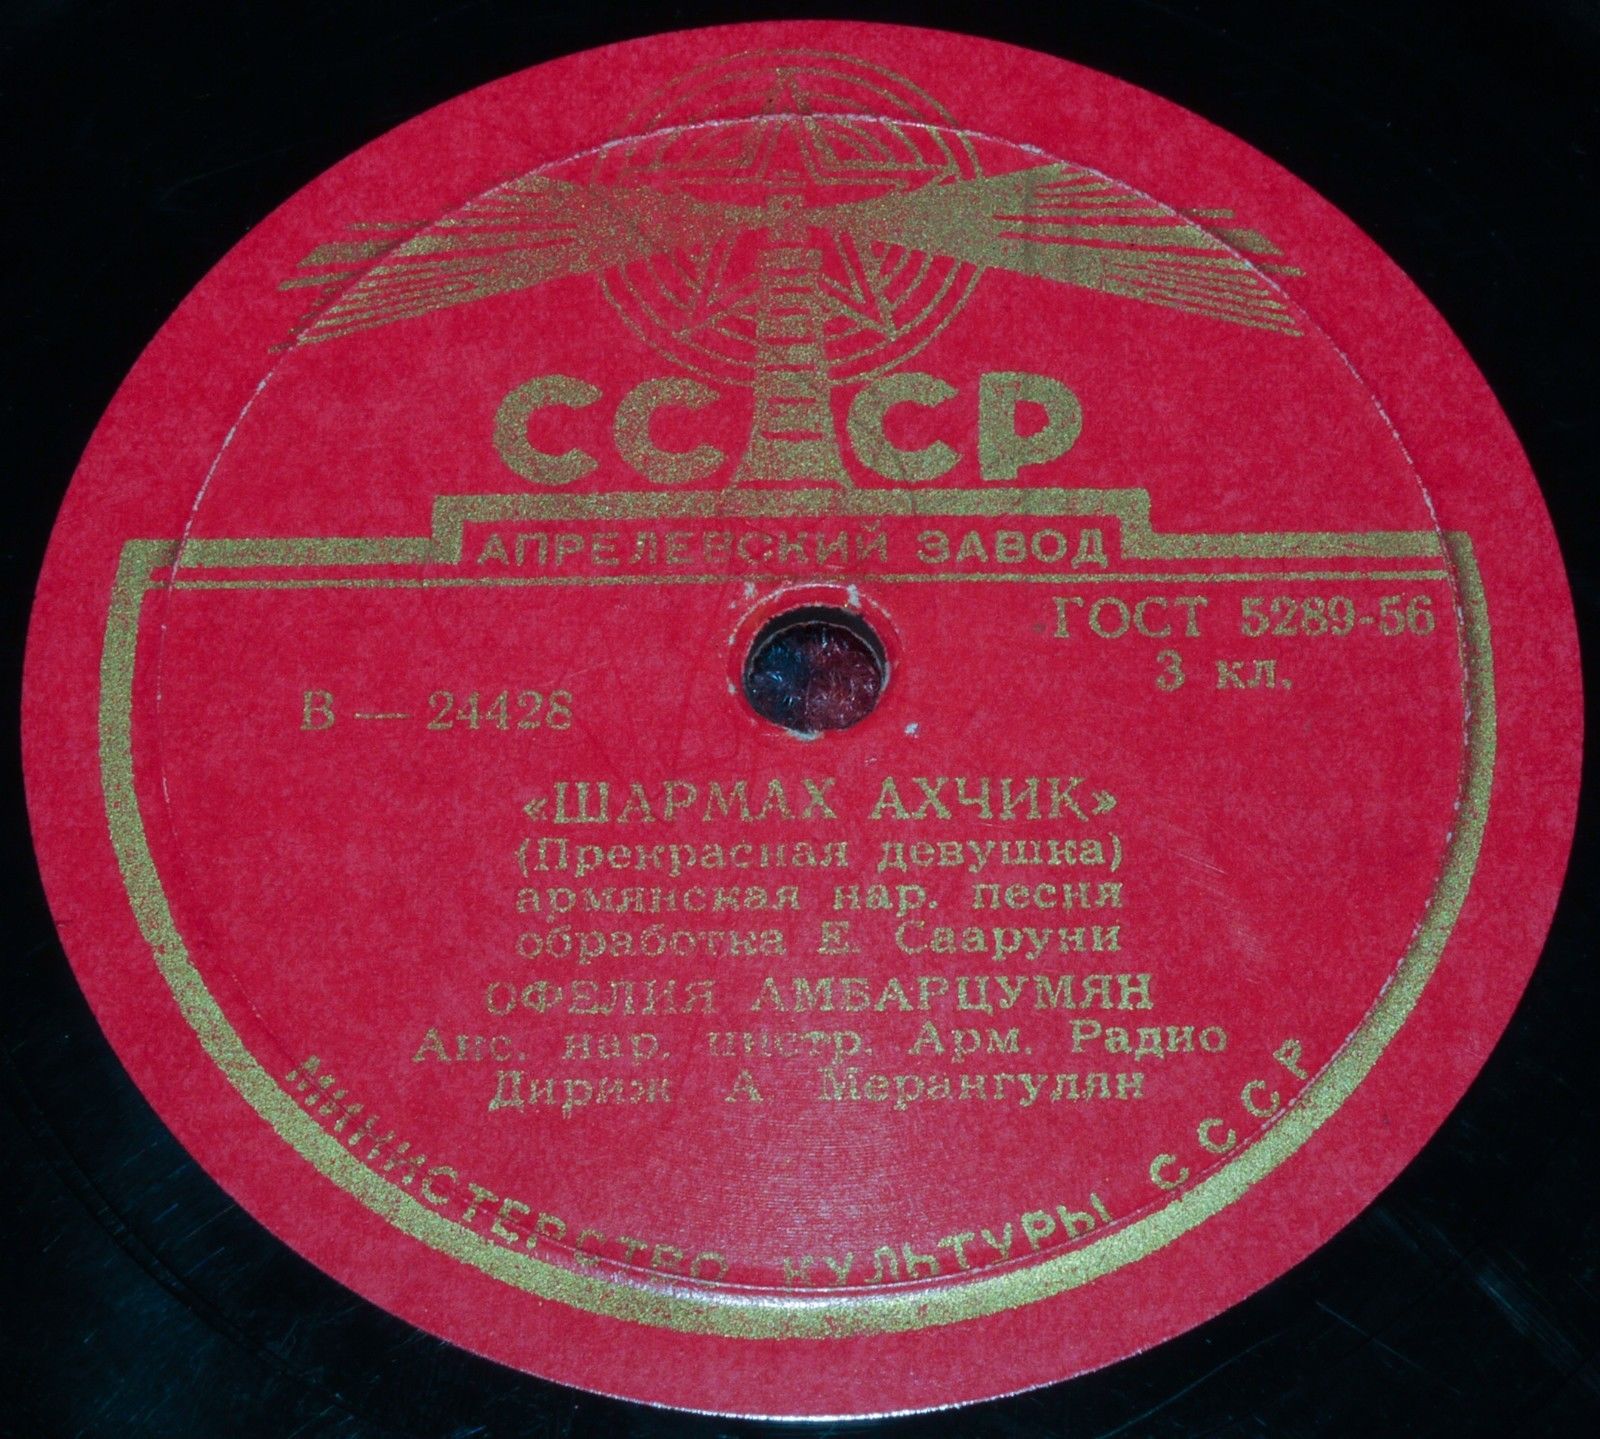 СССР
АПРЕЛЕВСКИЙ ЗАВОД
ГОСТ 5289-56
3 кл.
В — 24428
«ШАРМАХ АХЧИК»
(Прекрасная девушка)
армянская нар. песня
обработка Е. Сааруни
ОФЕЛИЯ АМБАРЦУМЯН
Анс. нар. инстр. Арм. Радио
Дириж А Мерангулян
МИНИСТЕРСТВО КУЛЬТУРЫ СССР